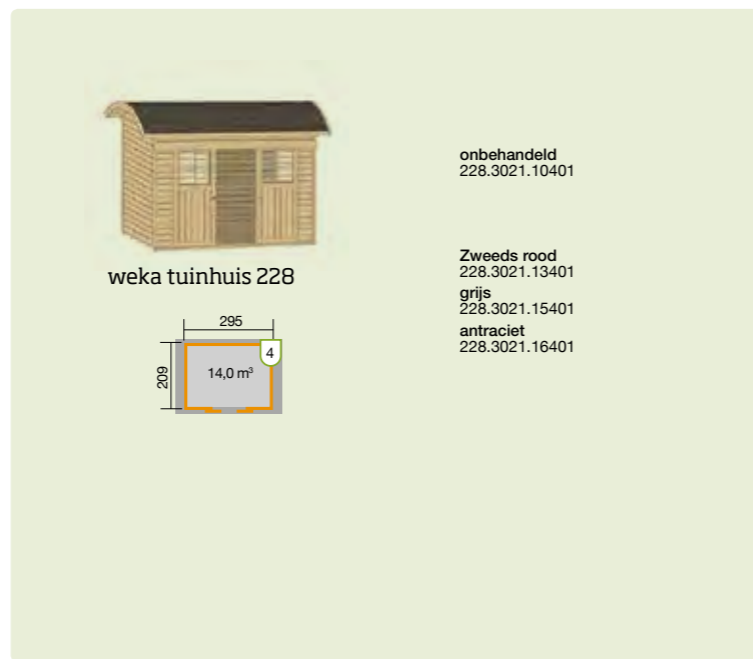 weka tuinhuis 228
295
4
209
14,0 m³
onbehandeld
228.3021.10401
Zweeds rood
228.3021.13401
grijs
228.3021.15401
antraciet
228.3021.16401